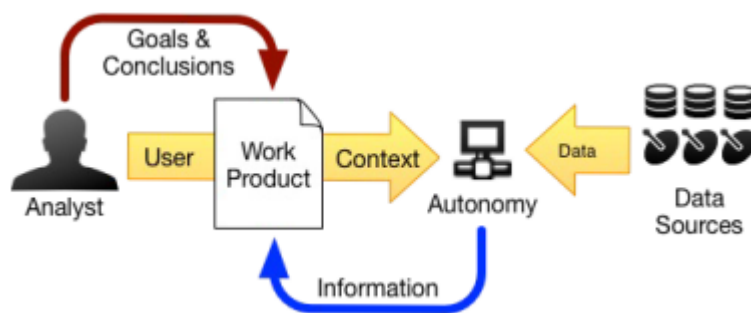 Goals &
Conclusions
User
Work
Product
Context
Data
Analyst
Autonomy
Data
Sources
Information